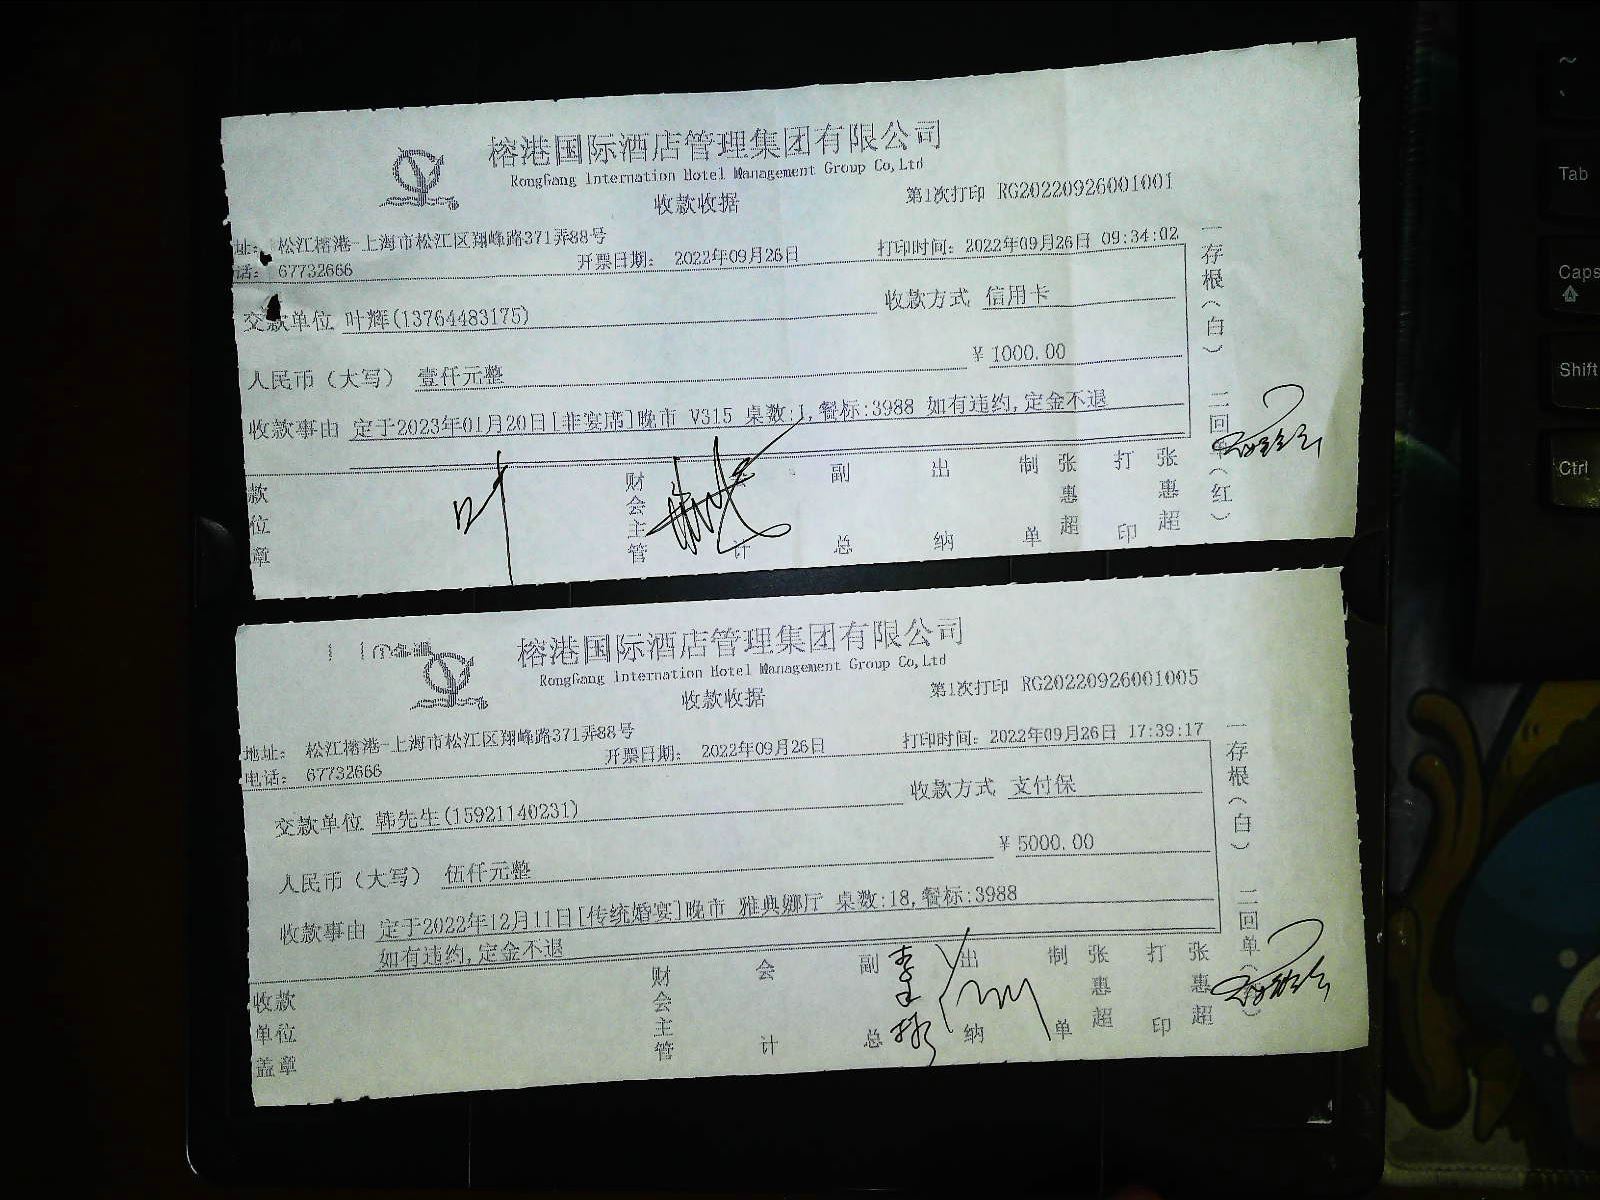 榕港国际酒店管理集团有限公司
RongGang Internation Hotel Management Group Co,Ltd
收款收据
第1次打印 RG20220926001001
址： 松江榕港-上海市松江区翔峰路371弄88号
话： 67732666
开票日期： 2022年09月26日
打印时间：2022年09月26日 09:34:02
交款单位 叶辉(13764483175)
收款方式 信用卡
人民币（大写） 壹仟元整
￥1000.00
收款事由 定于2023年01月20日[非宴席]晚市 V315 桌数:1,餐标:3988 如有违约,定金不退
款位章
叶
财会主管
计
副总
出纳
制单
张惠超
打印
张惠超
一存根（白） 二回单（红）
榕港国际酒店管理集团有限公司
RongGang Internation Hotel Management Group Co,Ltd
收款收据
第1次打印 RG20220926001005
地址： 松江榕港-上海市松江区翔峰路371弄88号
电话： 67732666
开票日期： 2022年09月26日
打印时间：2022年09月26日 17:39:17
交款单位 韩先生(15921140231)
收款方式 支付保
人民币（大写） 伍仟元整
￥5000.00
收款事由 定于2022年12月11日[传统婚宴]晚市 雅典娜厅 桌数:18,餐标:3988
如有违约,定金不退
收款单位盖章
财会主管
会计
副总
出纳
制单
张惠超
打印
张惠超
一存根（白） 二回单（
~
Tab
Caps
Shift
Ctrl